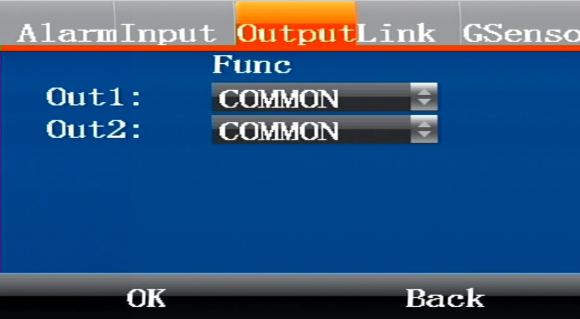 AlarmInput OutputLink GSenso
Func
Out1: COMMON
Out2: COMMON
OK Back